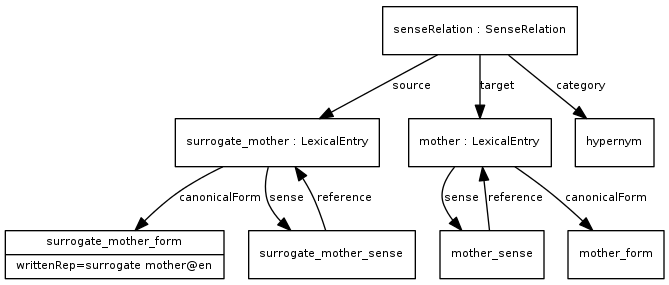 senseRelation : SenseRelation
source
target
category
surrogate_mother : LexicalEntry
mother : LexicalEntry
hypernym
canonicalForm
sense
reference
sense
reference
canonicalForm
surrogate_mother_form
writtenRep=surrogate mother@en
surrogate_mother_sense
mother_sense
mother_form